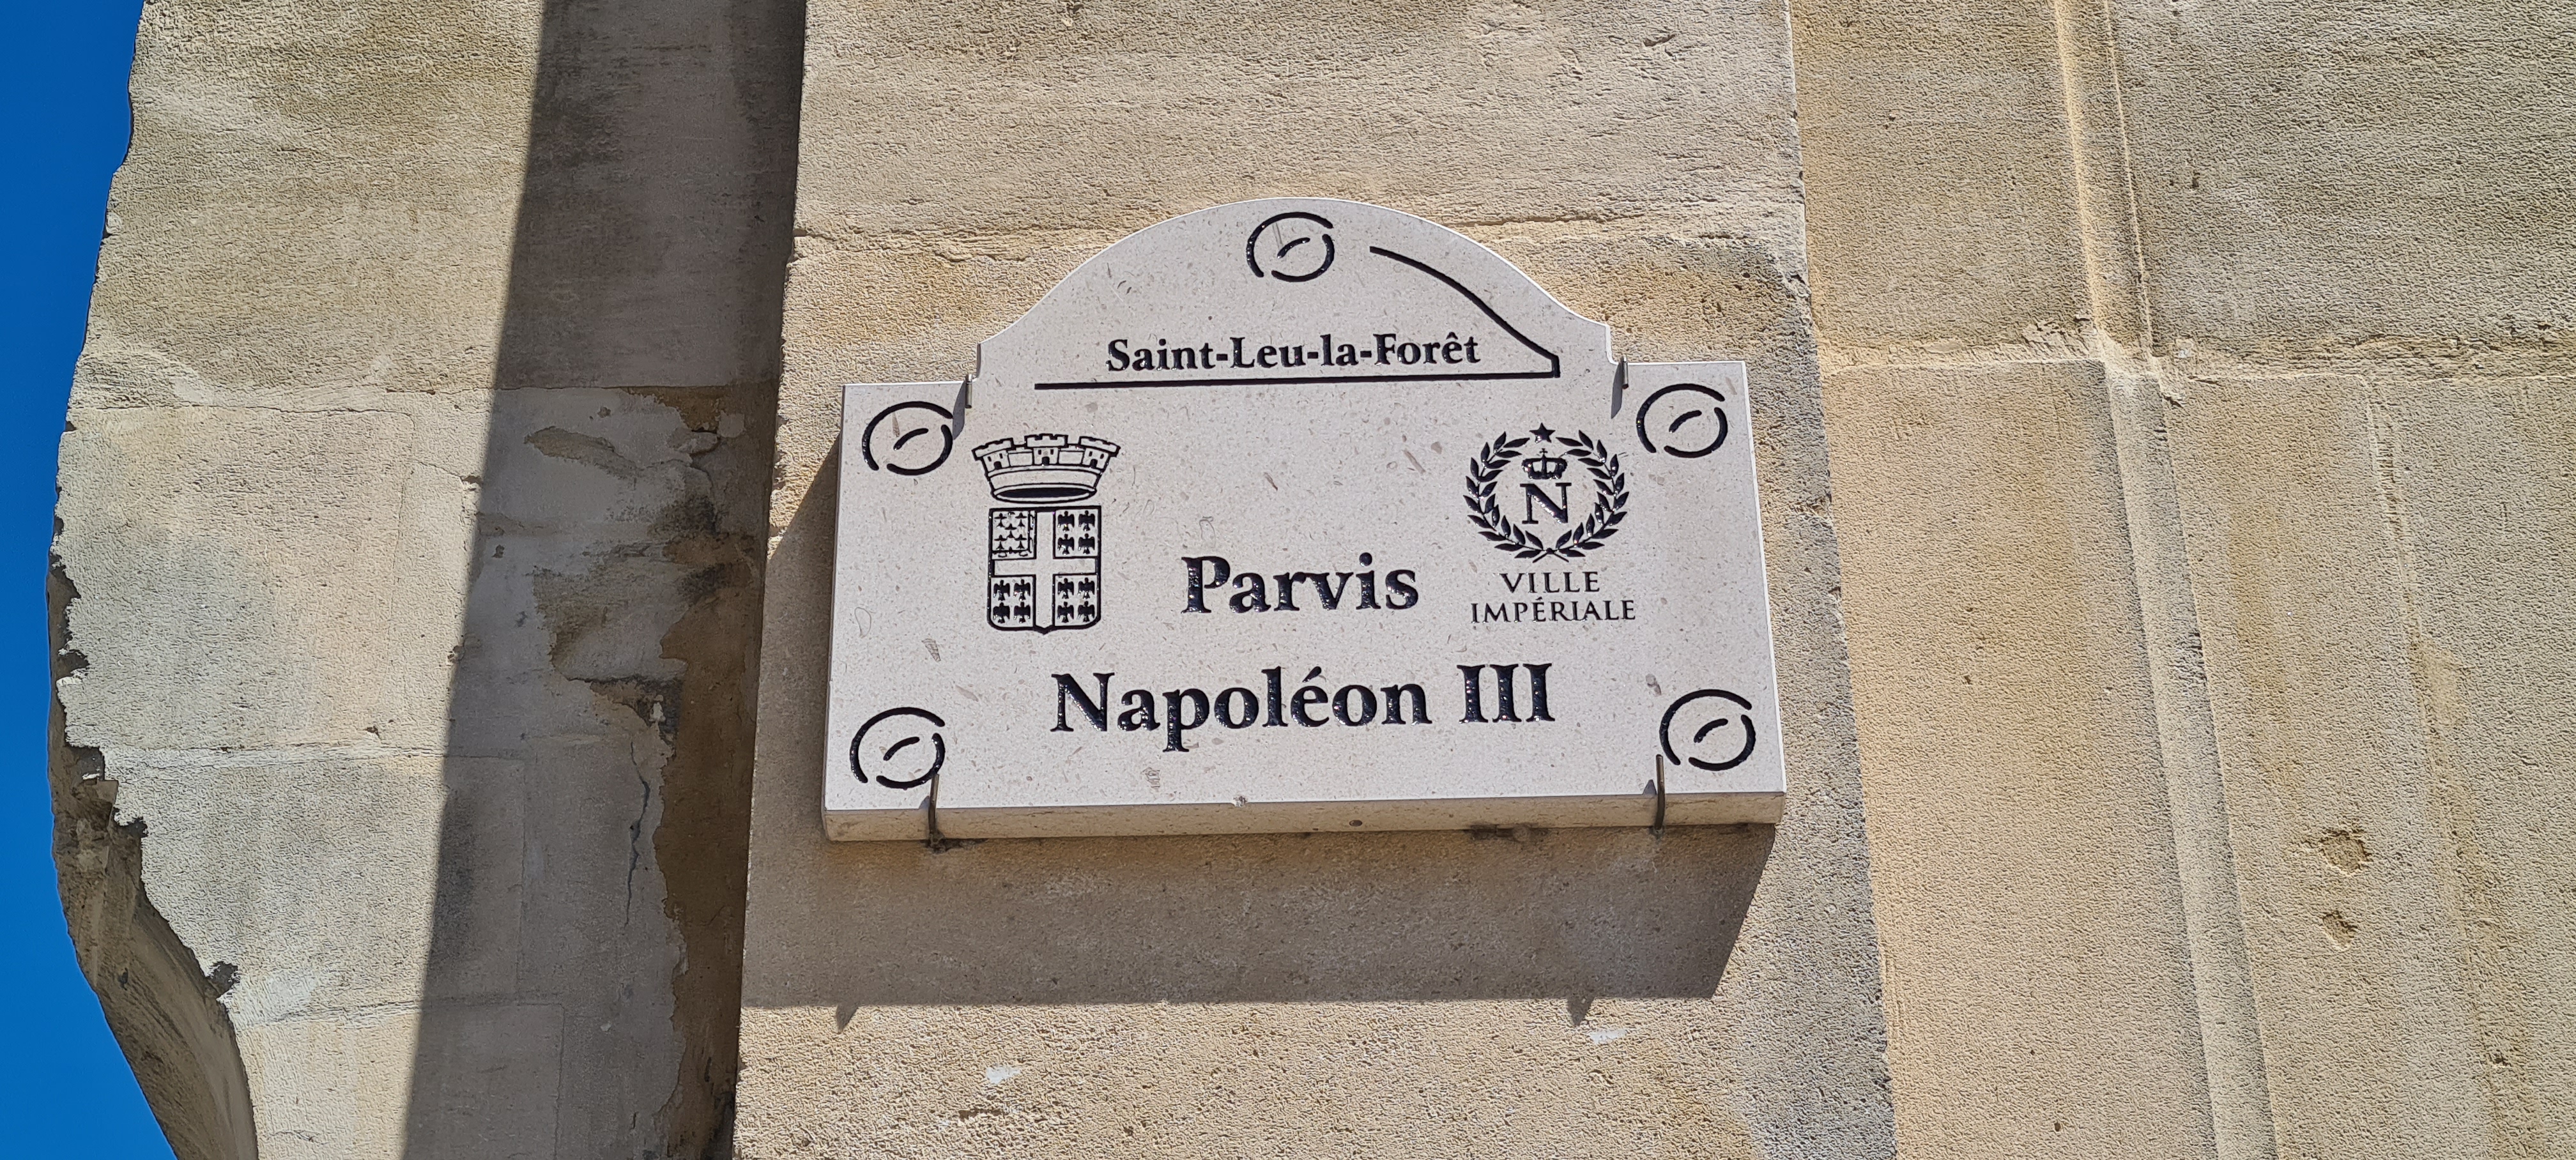 Saint-Leu-la-Forêt
N
VILLE
IMPÉRIALE
Parvis
Napoléon III